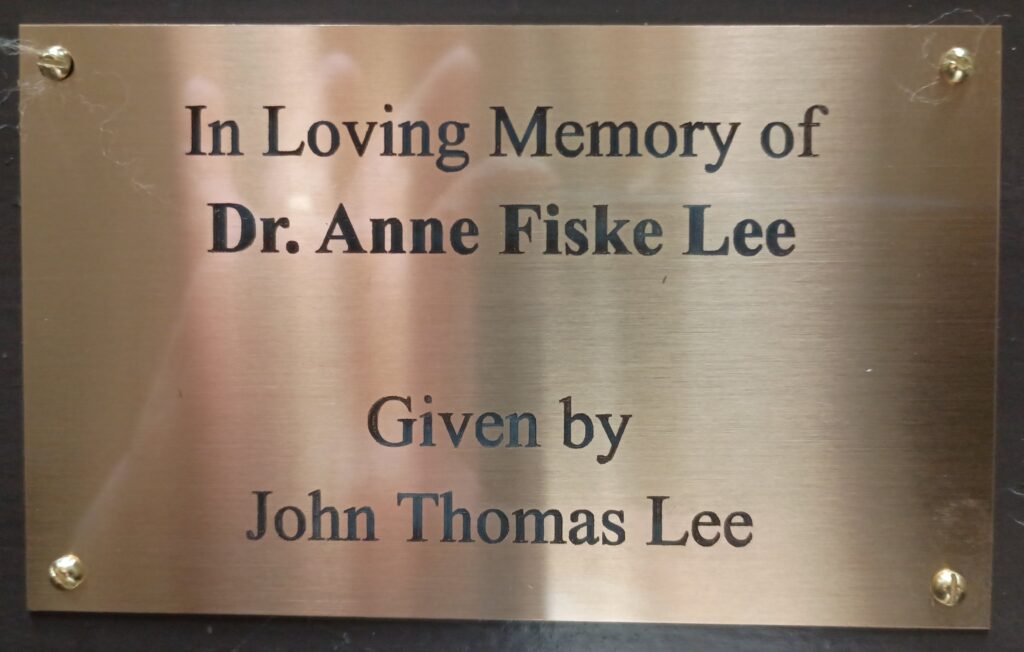 In Loving Memory of
Dr. Anne Fiske Lee
Given by
John Thomas Lee